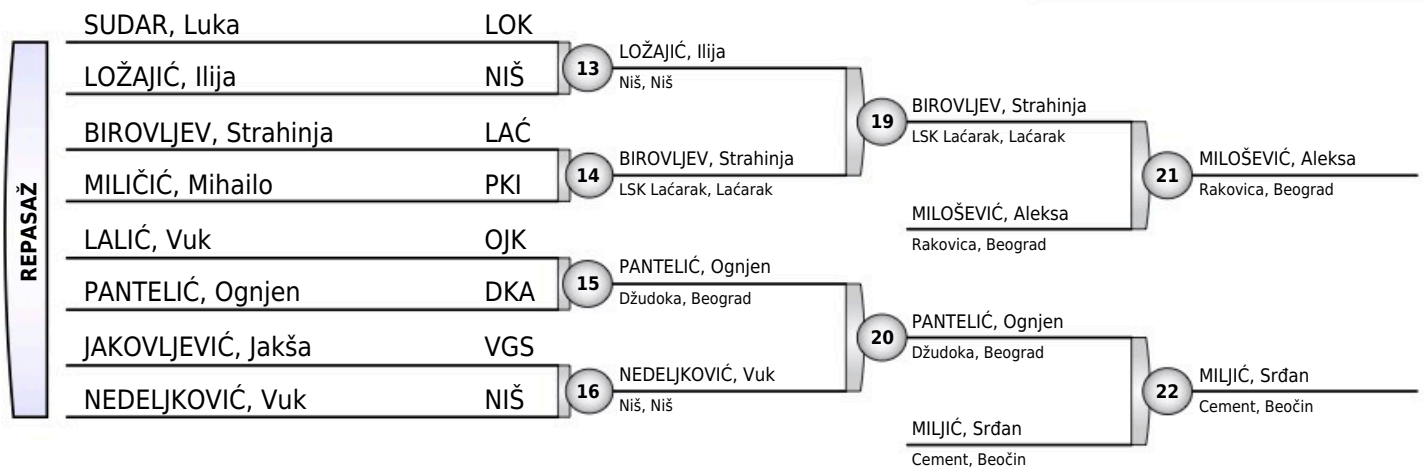 REPASAŽ
SUDAR, Luka LOK
LOŽAJIĆ, Ilija NIŠ
BIROVLJEV, Strahinja LAĆ
MILIČIĆ, Mihailo PKI
LALIĆ, Vuk OJK
PANTELIĆ, Ognjen DKA
JAKOVLJEVIĆ, Jakša VGS
NEDELJKOVIĆ, Vuk NIŠ
13
LOŽAJIĆ, Ilija
Niš, Niš
14
BIROVLJEV, Strahinja
LSK Laćarak, Laćarak
15
PANTELIĆ, Ognjen
Džudoka, Beograd
16
NEDELJKOVIĆ, Vuk
Niš, Niš
19
BIROVLJEV, Strahinja
LSK Laćarak, Laćarak
MILOŠEVIĆ, Aleksa
Rakovica, Beograd
20
PANTELIĆ, Ognjen
Džudoka, Beograd
MILJIĆ, Srđan
Cement, Beočin
21
MILOŠEVIĆ, Aleksa
Rakovica, Beograd
22
MILJIĆ, Srđan
Cement, Beočin